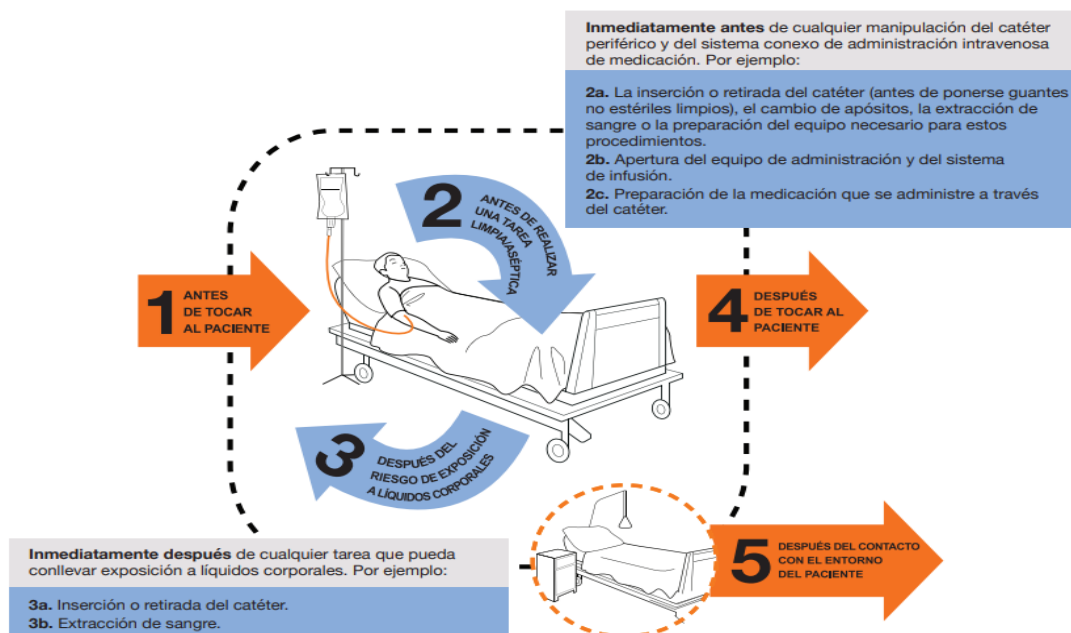 Inmediatamente antes de cualquier manipulación del catéter
periférico y del sistema conexo de administración intravenosa
de medicación. Por ejemplo:
2a. La inserción o retirada del catéter (antes de ponerse guantes
no estériles limpios), el cambio de apósitos, la extracción de
sangre o la preparación del equipo necesario para estos
procedimientos.
2b. Apertura del equipo de administración y del sistema
de infusión.
2c. Preparación de la medicación que se administre a través
del catéter.
1
ANTES
DE TOCAR
AL PACIENTE
2
ANTES DE REALIZAR
UNA TAREA
LIMPIA/ASÉPTICA
3
DESPUÉS DEL
RIESGO DE EXPOSICIÓN
A LÍQUIDOS CORPORALES
4
DESPUÉS
DE TOCAR AL
PACIENTE
5
DESPUÉS DEL CONTACTO
CON EL ENTORNO
DEL PACIENTE
Inmediatamente después de cualquier tarea que pueda
conllevar exposición a líquidos corporales. Por ejemplo:
3a. Inserción o retirada del catéter.
3b. Extracción de sangre.